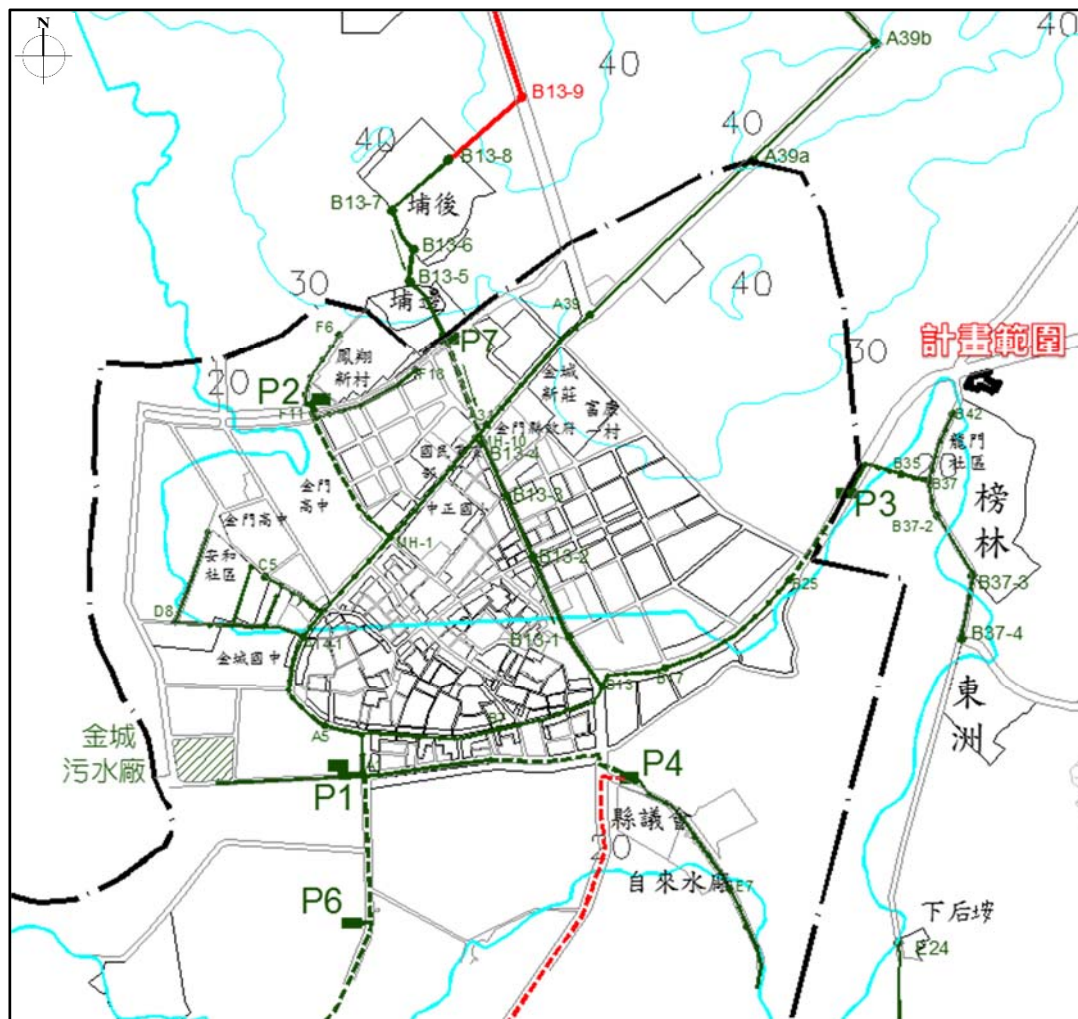 N
40
A39b
40
B13-9
40
40
B13-8
A39a
B13-7
埔後
B13-6
B13-5
30
40
埔邊
A39
F6
P7
30
計畫範圍
鳳翔
新村
F18
20
P2
金城
新莊
F11
富康
一村
B42
金門縣政府
MH-10
龍門
社區
B13-4
B35
B37
金門
高中
中正國小
B13-3
P3
榜林
B37-2
金門高中
MH-1
安和
社區
B13-2
C5
B25
B37-3
D8
B13-1
B37-4
金城國中
B17
東洲
A5
金城
污水廠
P1
P4
縣議會
20
自來水廠
E7
P6
下后垵
E24